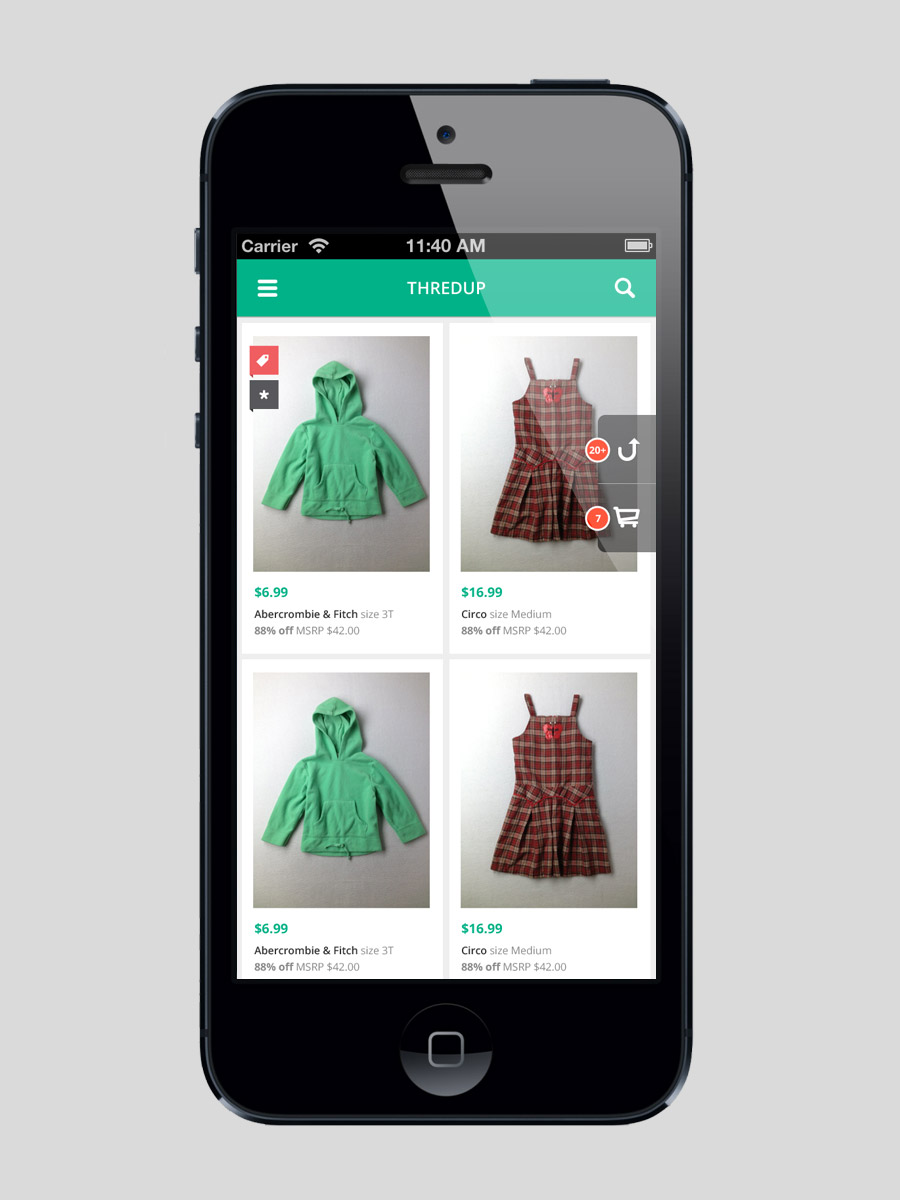 Carrier 11:40 AM
THREDUP
20+
7
$6.99
Abercrombie & Fitch size 3T
88% off MSRP $42.00
$16.99
Circo size Medium
88% off MSRP $42.00
$6.99
Abercrombie & Fitch size 3T
88% off MSRP $42.00
$16.99
Circo size Medium
88% off MSRP $42.00